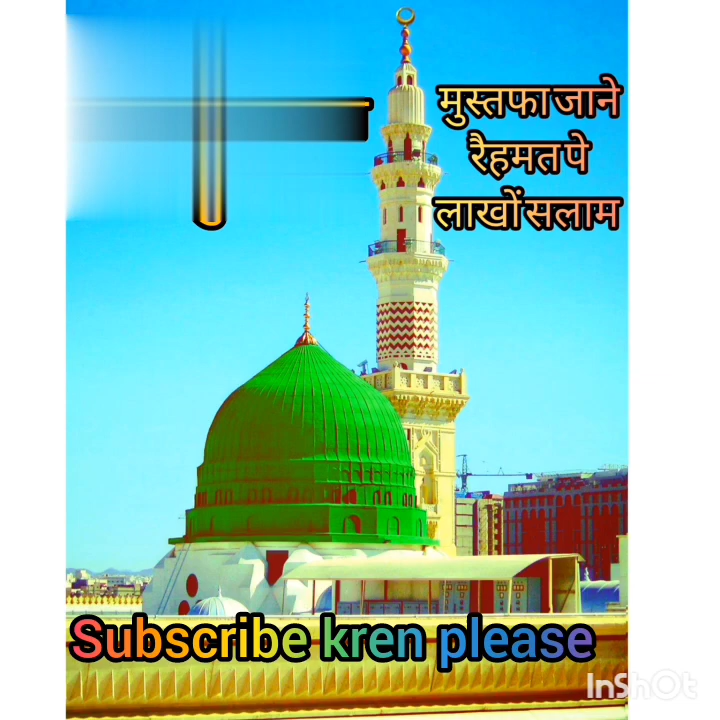 मुस्तफा जाने
रैहमत पे
लाखों सलाम
Subscribe kren please
InShOt